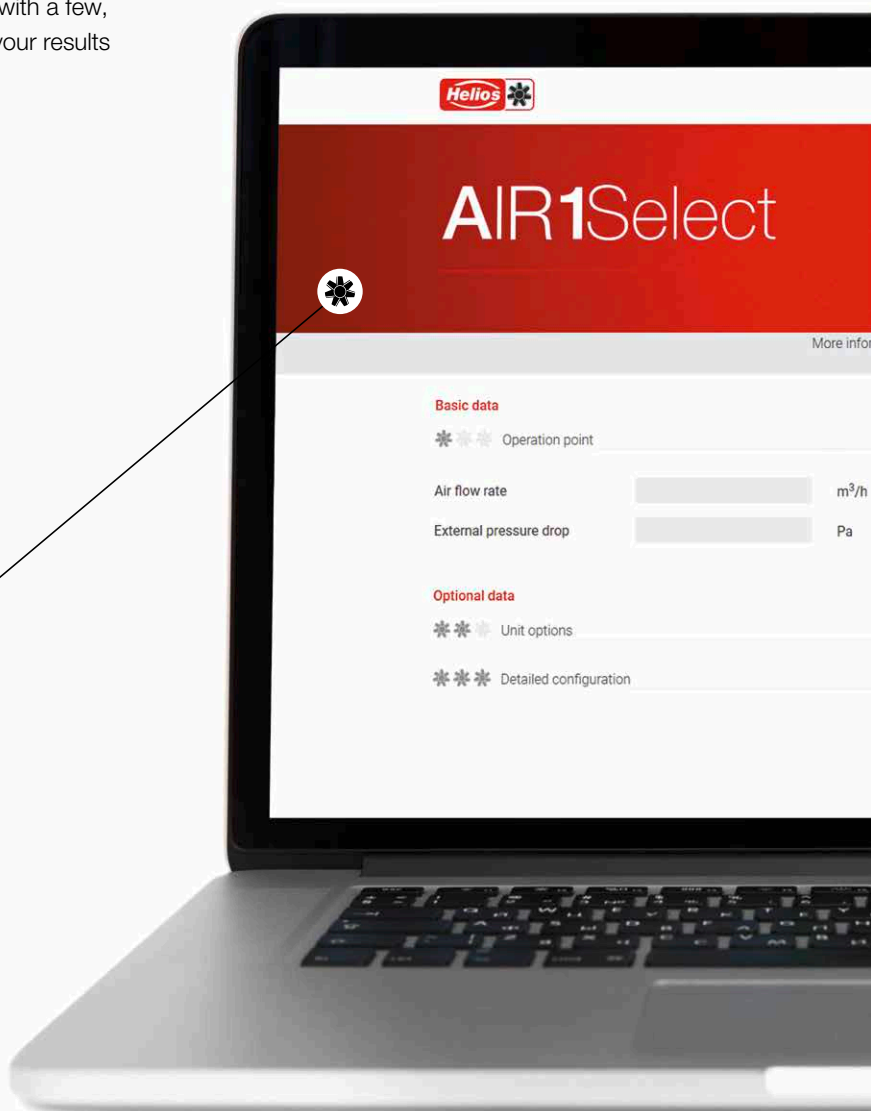 with a few,
your results
Helios
AIR1Select
More infor
Basic data
Operation point
Air flow rate m³/h
External pressure drop Pa
Optional data
Unit options
Detailed configuration